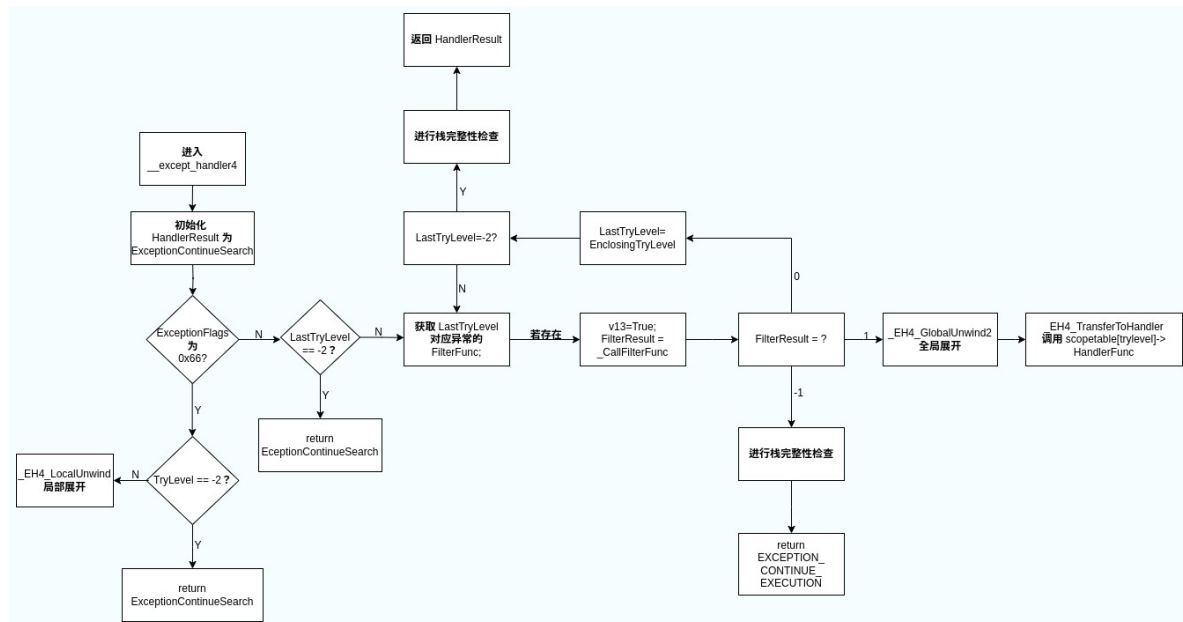 返回 HandlerResult
进行栈完整性检查
Y
进入
__except_handler4
初始化
HandlerResult 为
ExceptionContinueSearch
LastTryLevel=-2?
LastTryLevel=
EnclosingTryLevel
0
N
ExceptionFlags
为
0x66?
N
LastTryLevel
== -2 ?
N
获取 LastTryLevel
对应异常的
FilterFunc;
若存在
v13=True;
FilterResult =
_CallFilterFunc
FilterResult = ?
1
_EH4_GlobalUnwind2
全局展开
_EH4_TransferToHandler
调用 scopetable[trylevel]->
HandlerFunc
Y
Y
-1
return
EceptionContinueSearch
进行栈完整性检查
_EH4_LocalUnwind
局部展开
N
TryLevel == -2 ?
Y
return
EXCEPTION_
CONTINUE_
EXECUTION
return
ExceptionContinueSearch